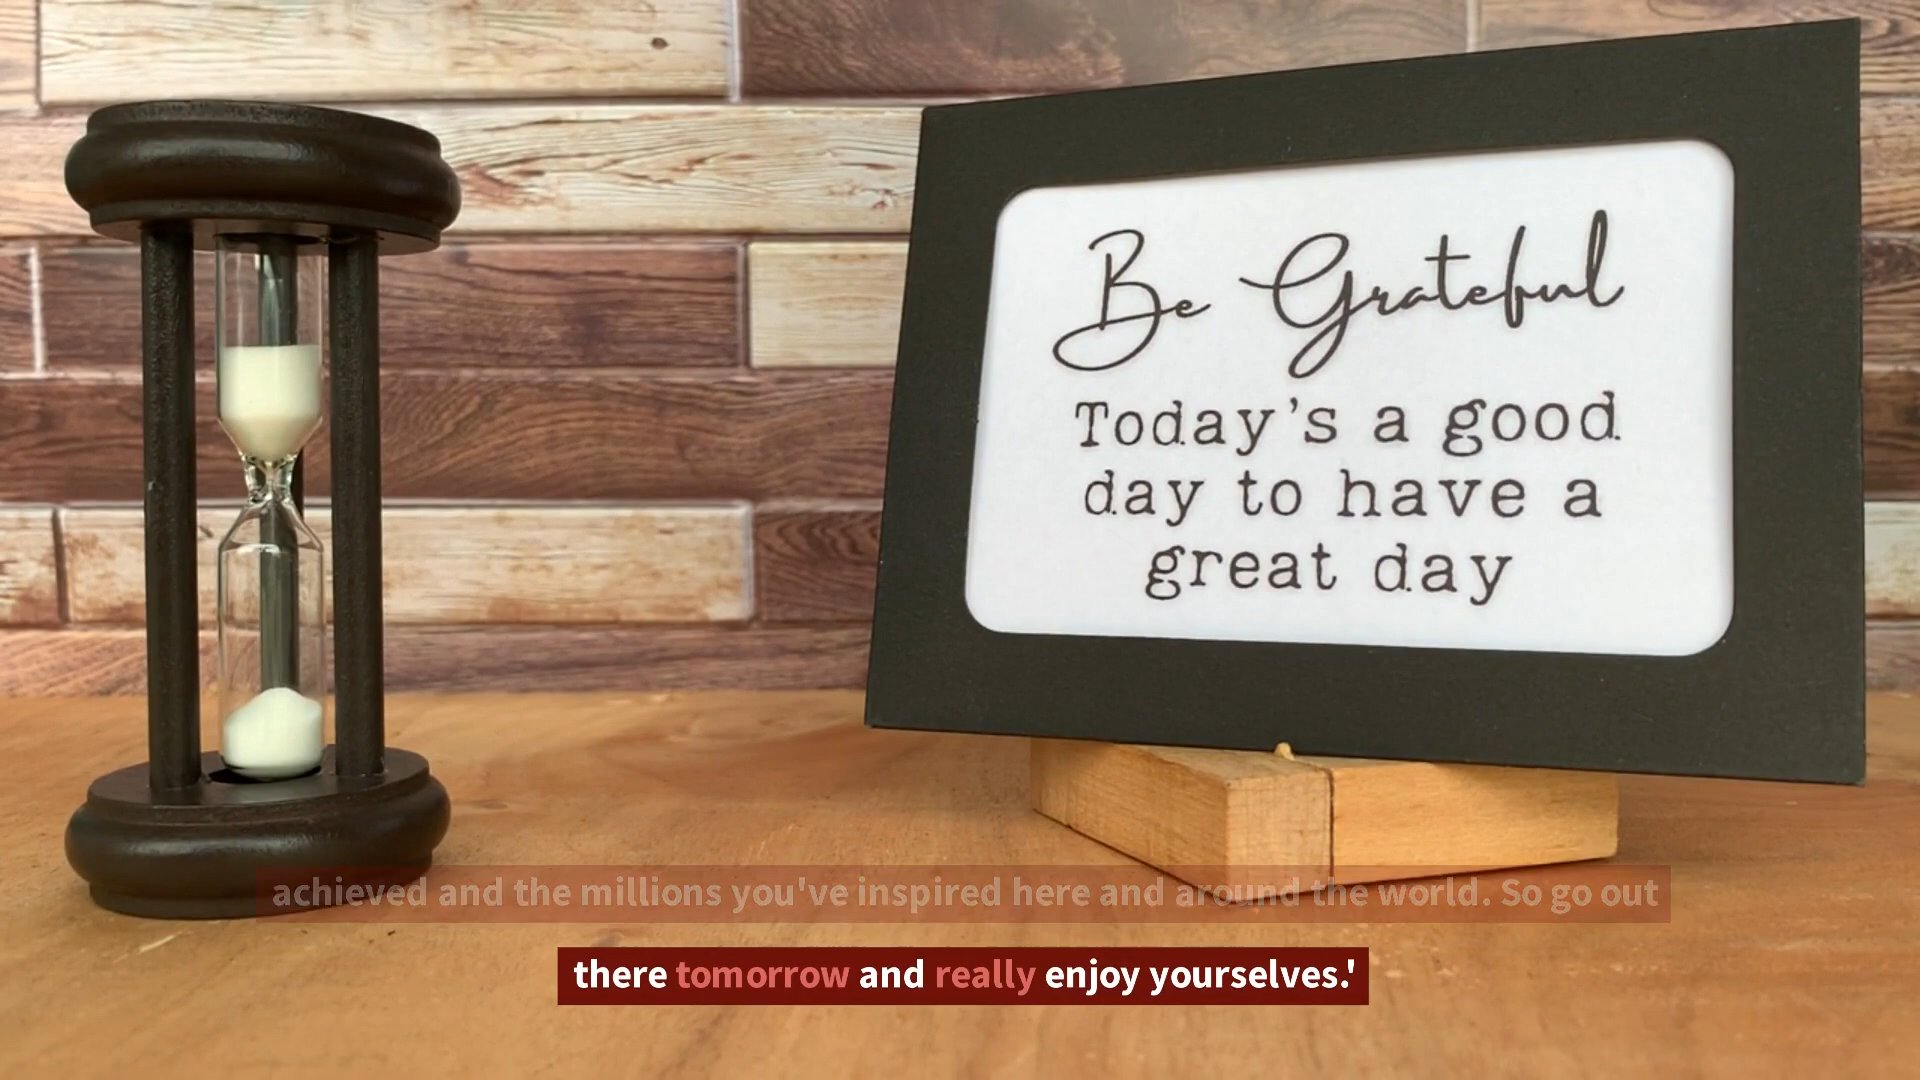 Be Grateful
Today's a good
day to have a
great day
achieved and the millions you've inspired here and around the world. So go out
there tomorrow and really enjoy yourselves.'